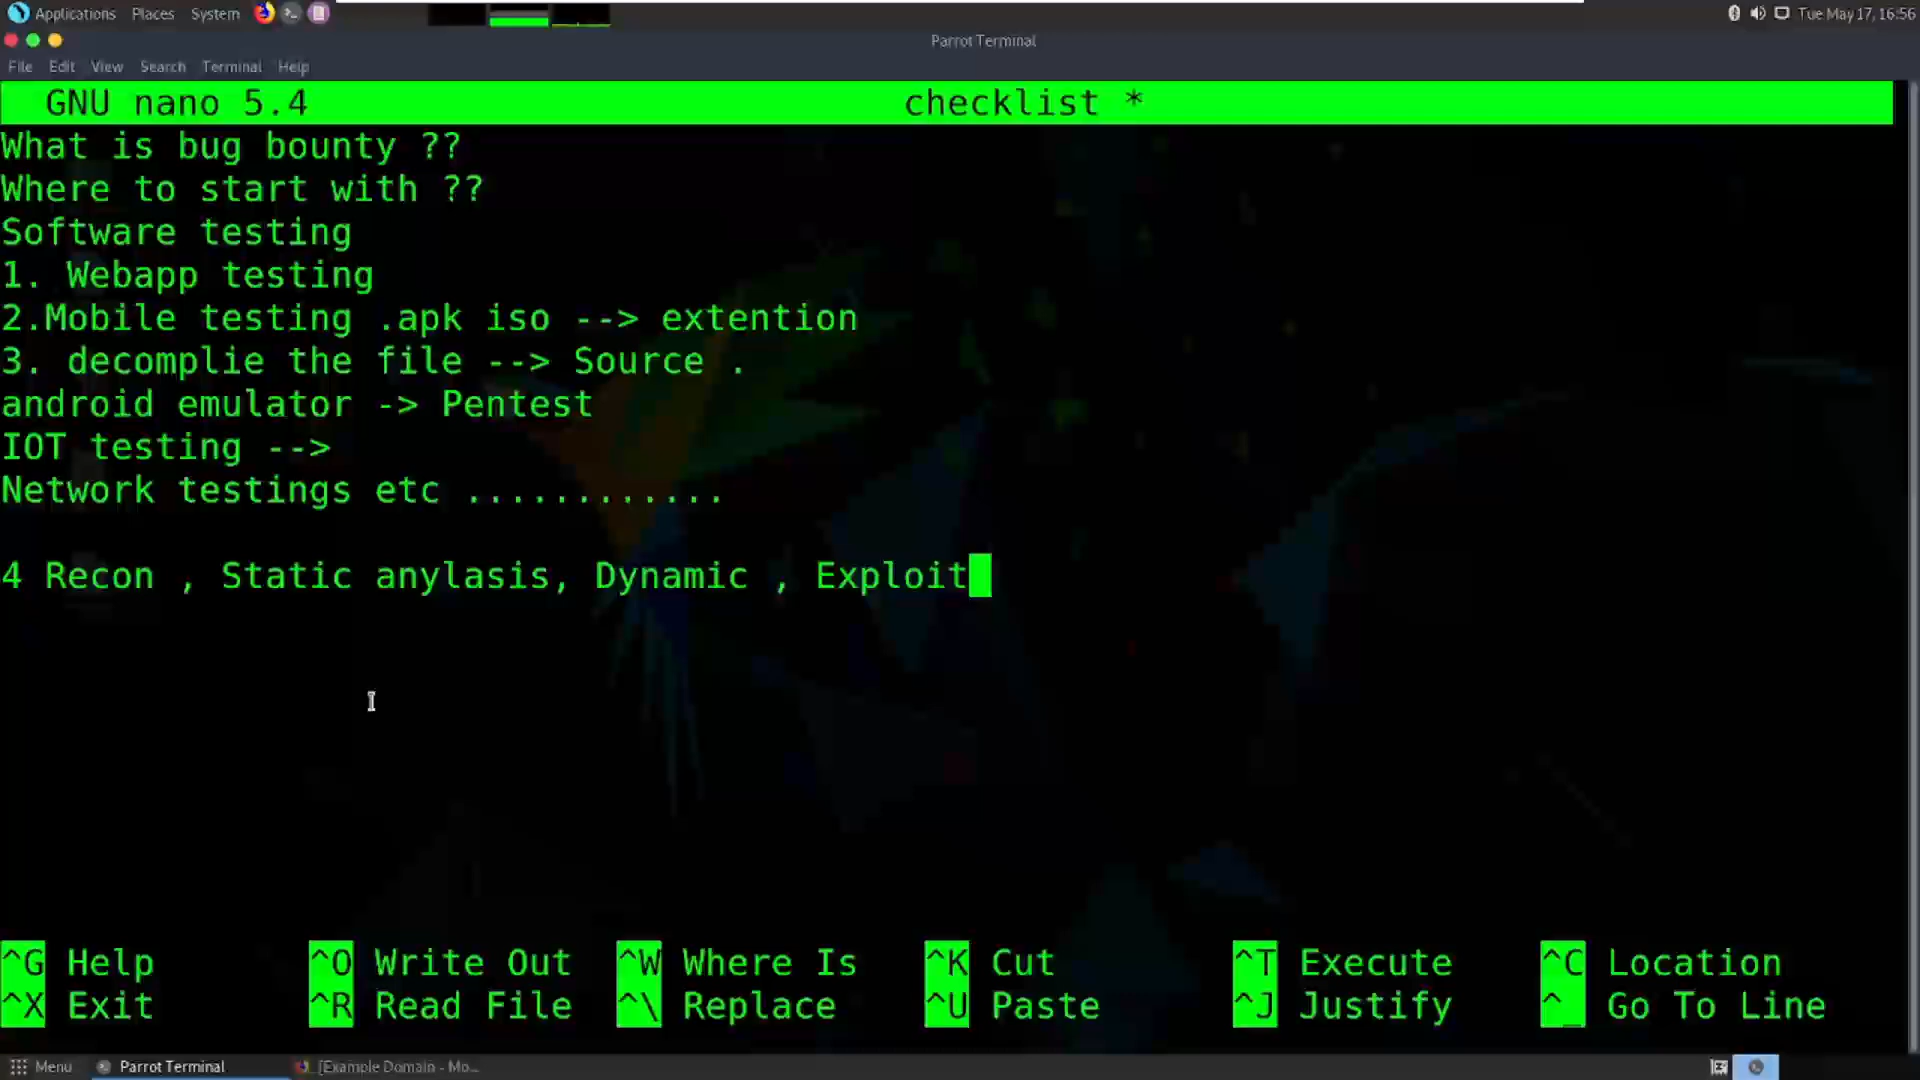 Applications Places System
Tue May 17, 16:56
Parrot Terminal
File Edit View Search Terminal Help
GNU nano 5.4 checklist *
What is bug bounty ??
Where to start with ??
Software testing
1. Webapp testing
2.Mobile testing .apk iso --> extention
3. decomplie the file --> Source .
android emulator -> Pentest
IOT testing -->
Network testings etc ............
4 Recon , Static anylasis, Dynamic , Exploit
^G Help ^O Write Out ^W Where Is ^K Cut ^T Execute ^C Location
^X Exit ^R Read File ^\ Replace ^U Paste ^J Justify ^_ Go To Line
Menu Parrot Terminal [Example Domain - Mo...